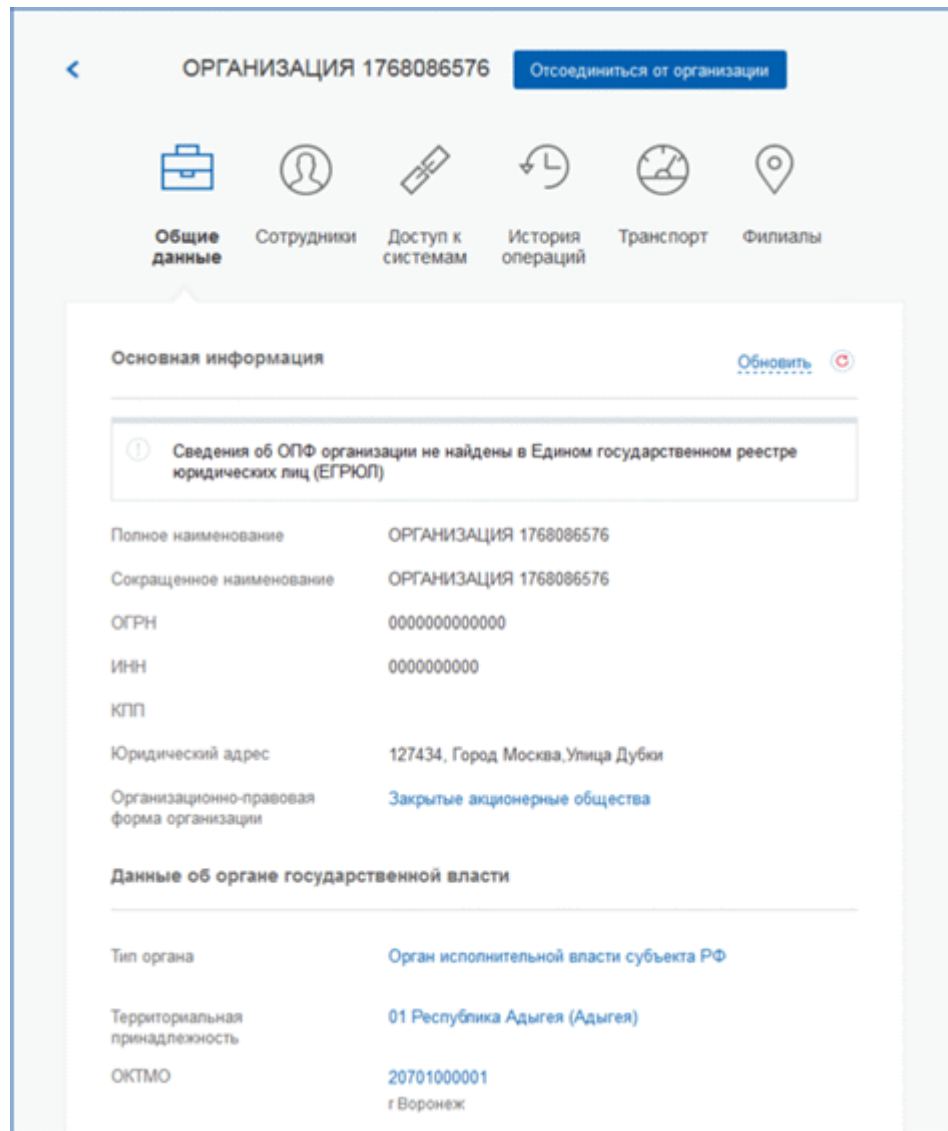 ОРГАНИЗАЦИЯ 1768086576 Отсоединиться от организации
Общие данные
Сотрудники
Доступ к системам
История операций
Транспорт
Филиалы
Основная информация Обновить
Сведения об ОПФ организации не найдены в Едином государственном реестре
юридических лиц (ЕГРЮЛ)
Полное наименование ОРГАНИЗАЦИЯ 1768086576
Сокращенное наименование ОРГАНИЗАЦИЯ 1768086576
ОГРН 0000000000000
ИНН 0000000000
КПП
Юридический адрес 127434, Город Москва,Улица Дубки
Организационно-правовая
форма организации
Закрытые акционерные общества
Данные об органе государственной власти
Тип органа Орган исполнительной власти субъекта РФ
Территориальная
принадлежность
01 Республика Адыгея (Адыгея)
ОКТМО 20701000001
г Воронеж